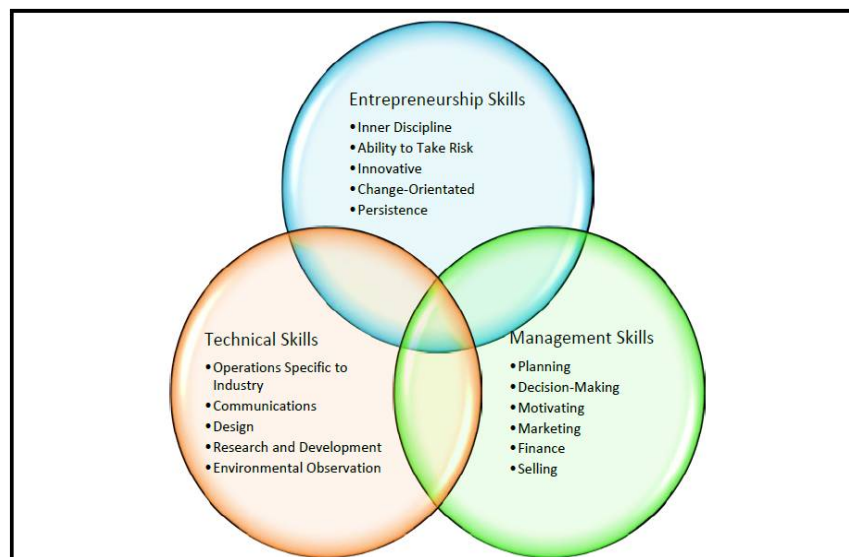 Entrepreneurship Skills
•Inner Discipline
•Ability to Take Risk
•Innovative
•Change-Orientated
•Persistence
Technical Skills
•Operations Specific to
Industry
•Communications
•Design
•Research and Development
•Environmental Observation
Management Skills
•Planning
•Decision-Making
•Motivating
•Marketing
•Finance
•Selling